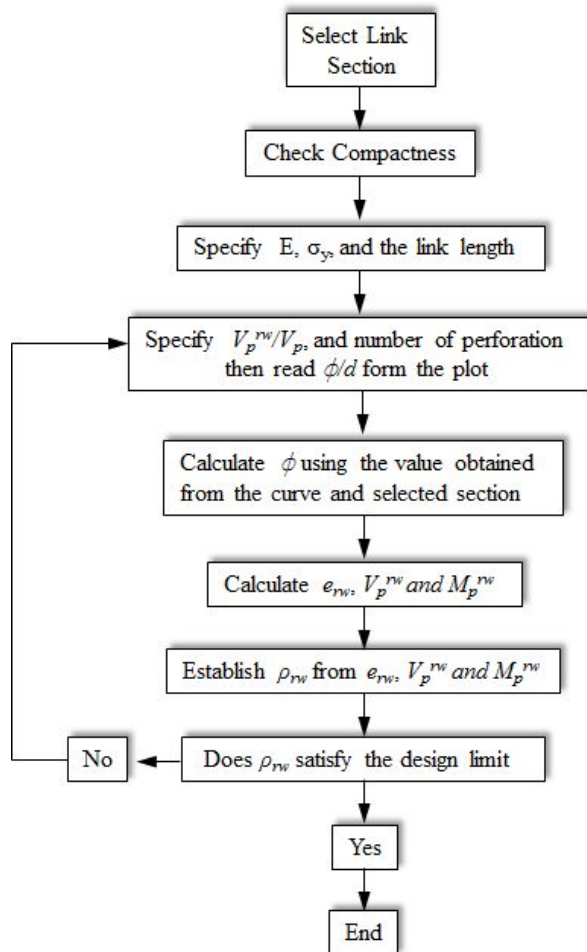 Select Link
Section
Check Compactness
Specify E, σy, and the link length
Specify Vp^rw/Vp, and number of perforation
then read ϕ/d form the plot
Calculate ϕ using the value obtained
from the curve and selected section
Calculate erw, Vp^rw and Mp^rw
Establish ρrw from erw, Vp^rw and Mp^rw
No
Does ρrw satisfy the design limit
Yes
End